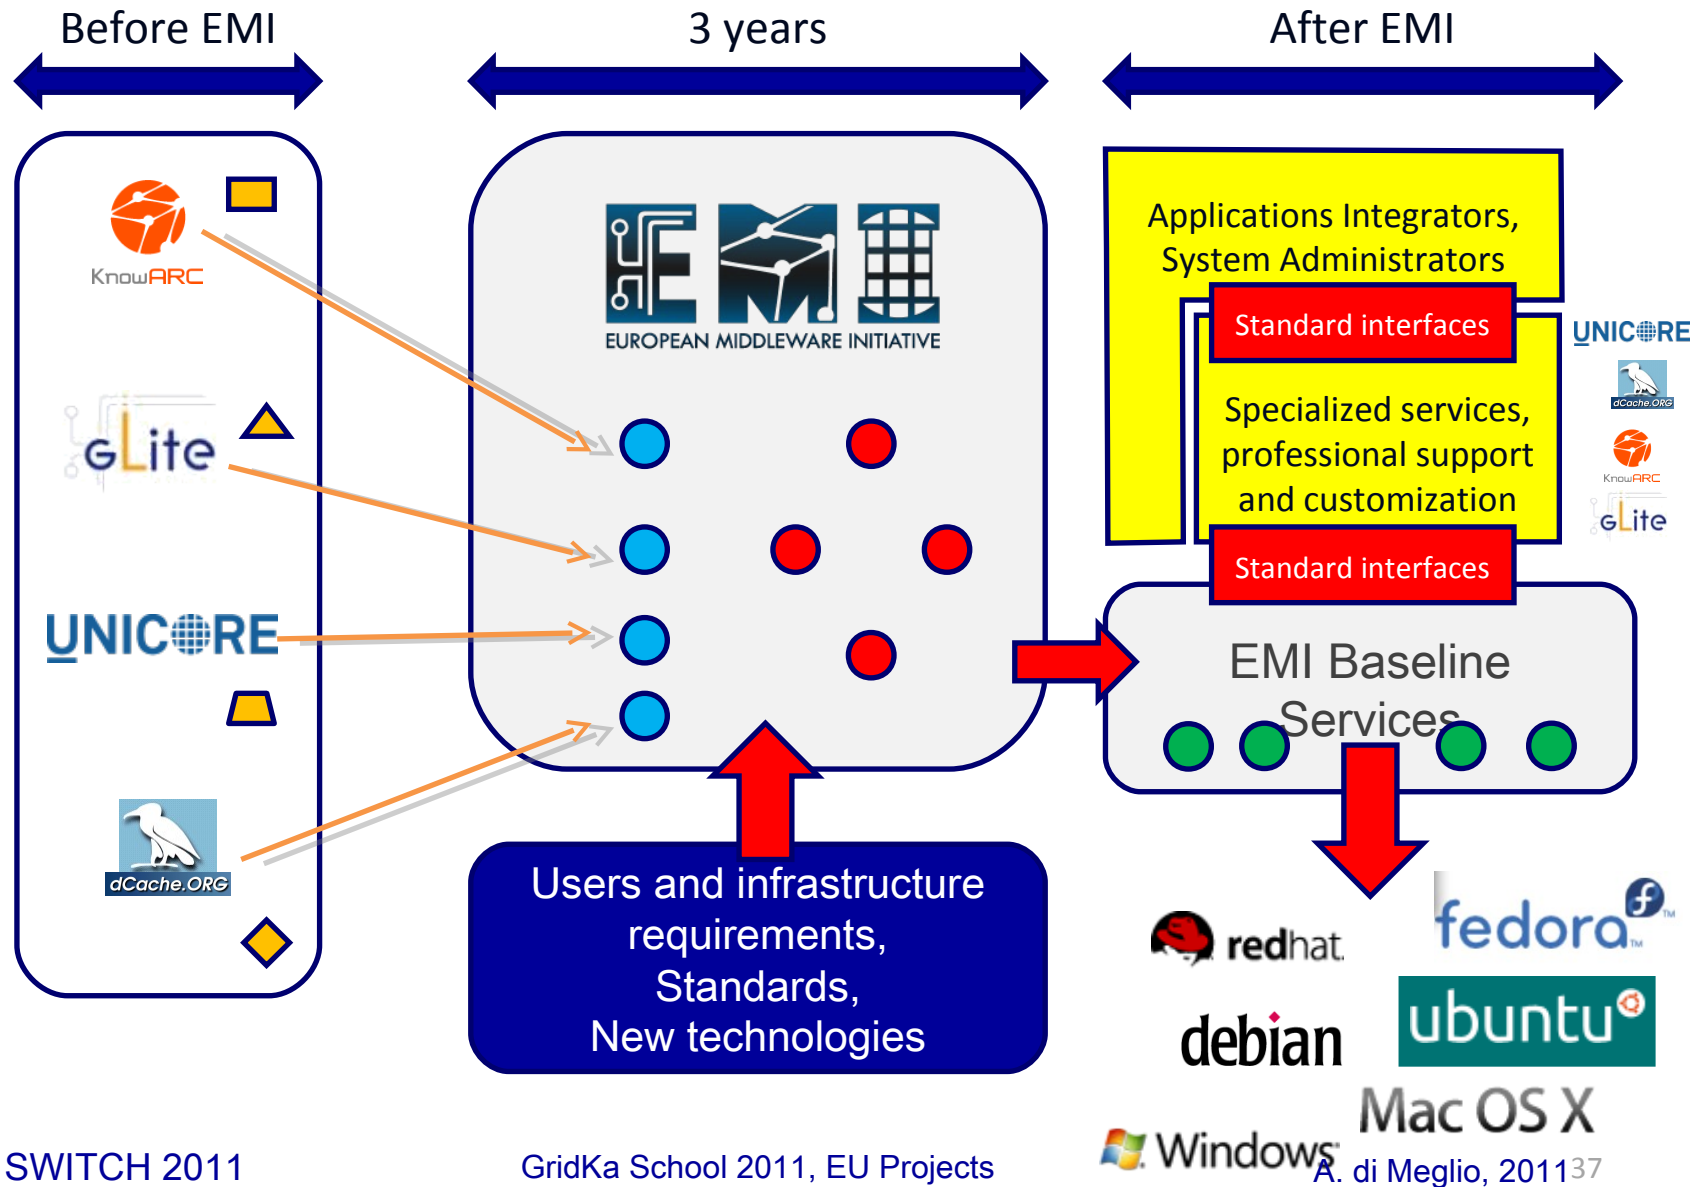 Before EMI
3 years
After EMI
KnowARC
gLite
UNICORE
dCache.ORG
EMI
EUROPEAN MIDDLEWARE INITIATIVE
Users and infrastructure
requirements,
Standards,
New technologies
Applications Integrators,
System Administrators
Standard interfaces
Specialized services,
professional support
and customization
Standard interfaces
UNICORE
dCache.ORG
KnowARC
gLite
EMI Baseline
Services
redhat.
fedora™
debian
ubuntu
Mac OS X
Windows
SWITCH 2011
GridKa School 2011, EU Projects
A. di Meglio, 2011
37